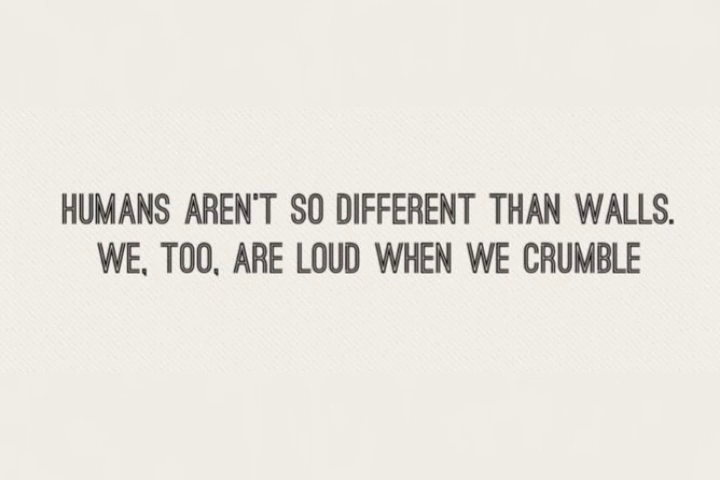 HUMANS AREN'T SO DIFFERENT THAN WALLS.
WE, TOO, ARE LOUD WHEN WE CRUMBLE